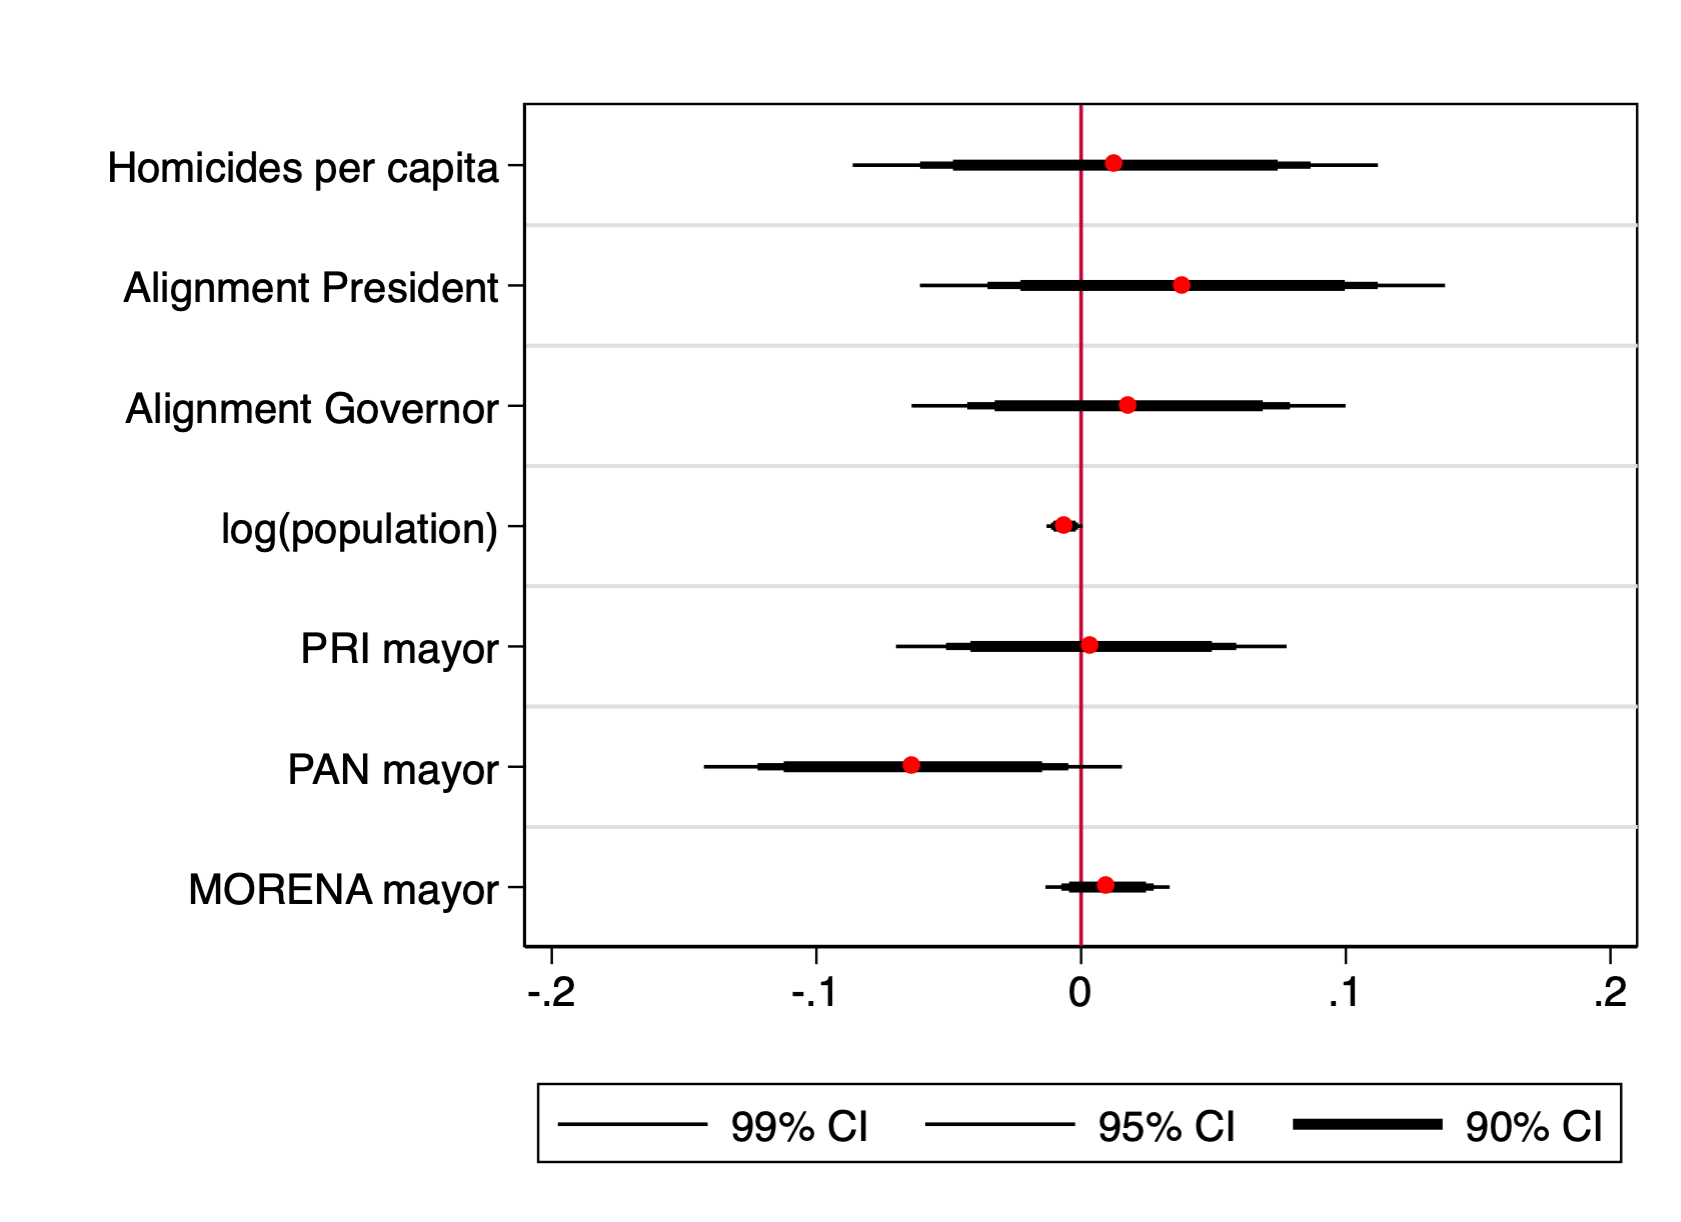 Homicides per capita
Alignment President
Alignment Governor
log(population)
PRI mayor
PAN mayor
MORENA mayor
-.2 -.1 0 .1 .2
99% CI 95% CI 90% CI